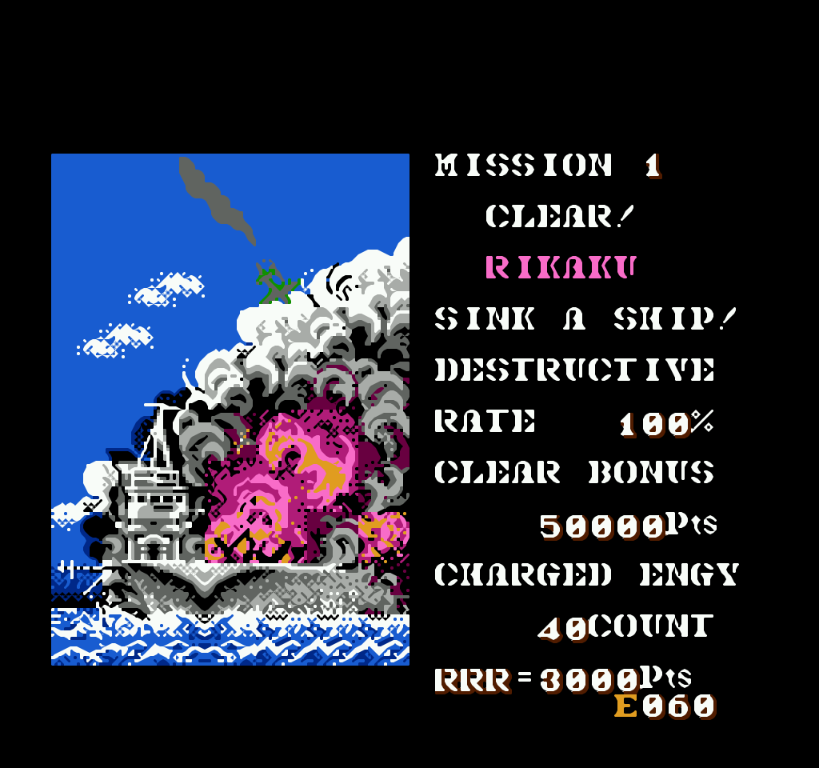 MISSION 1
CLEAR!
RIKAKU
SINK A SHIP!
DESTRUCTIVE
RATE 100%
CLEAR BONUS
50000Pts
CHARGED ENGY
40COUNT
RRR=3000Pts
E060